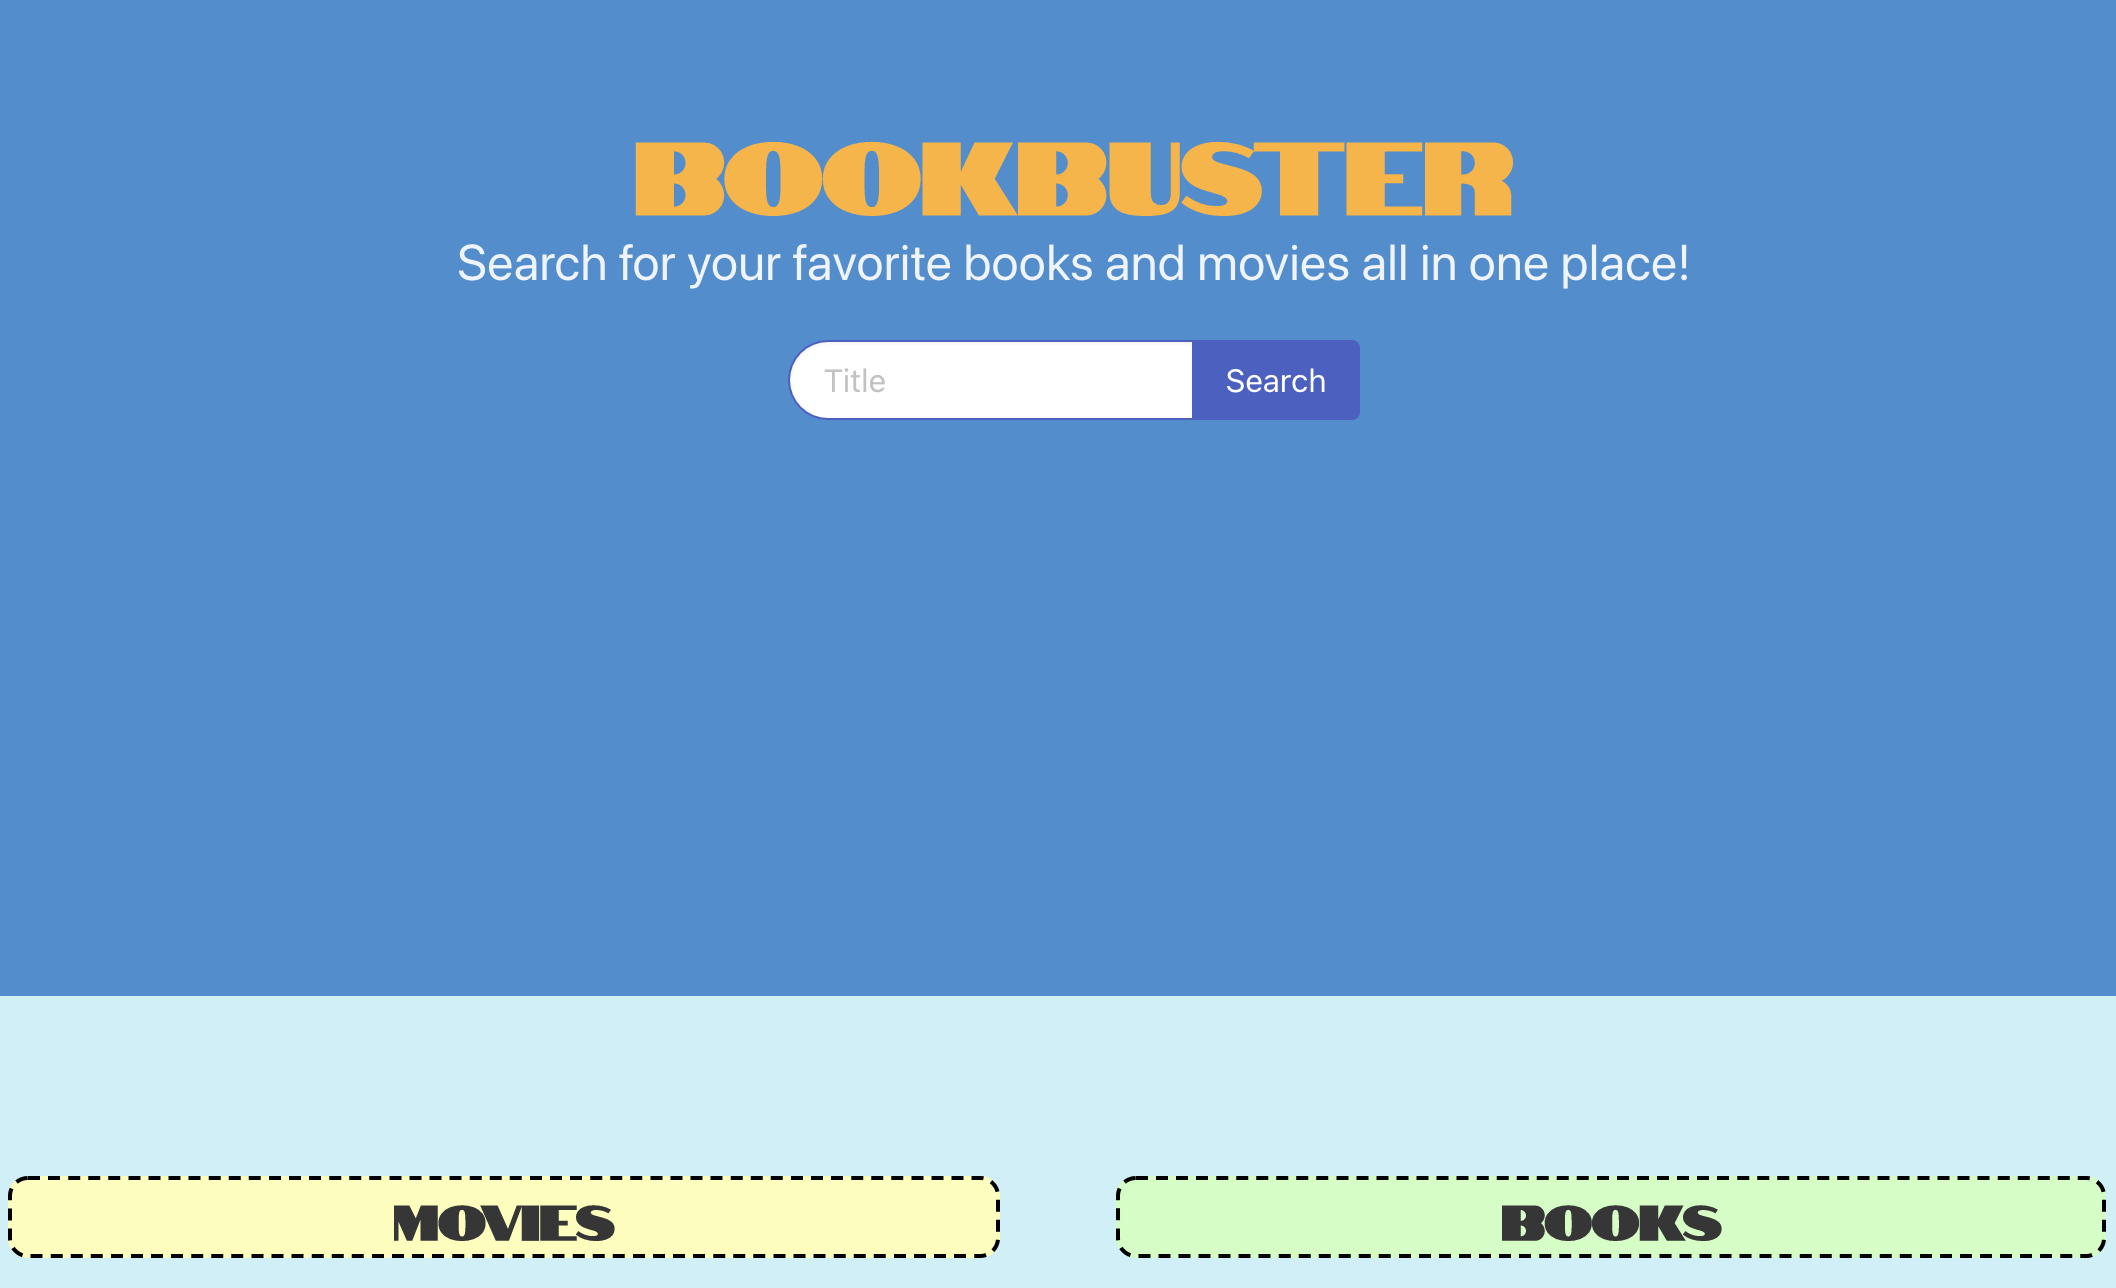 BOOKBUSTER
Search for your favorite books and movies all in one place!
Title
Search
MOVIES
BOOKS